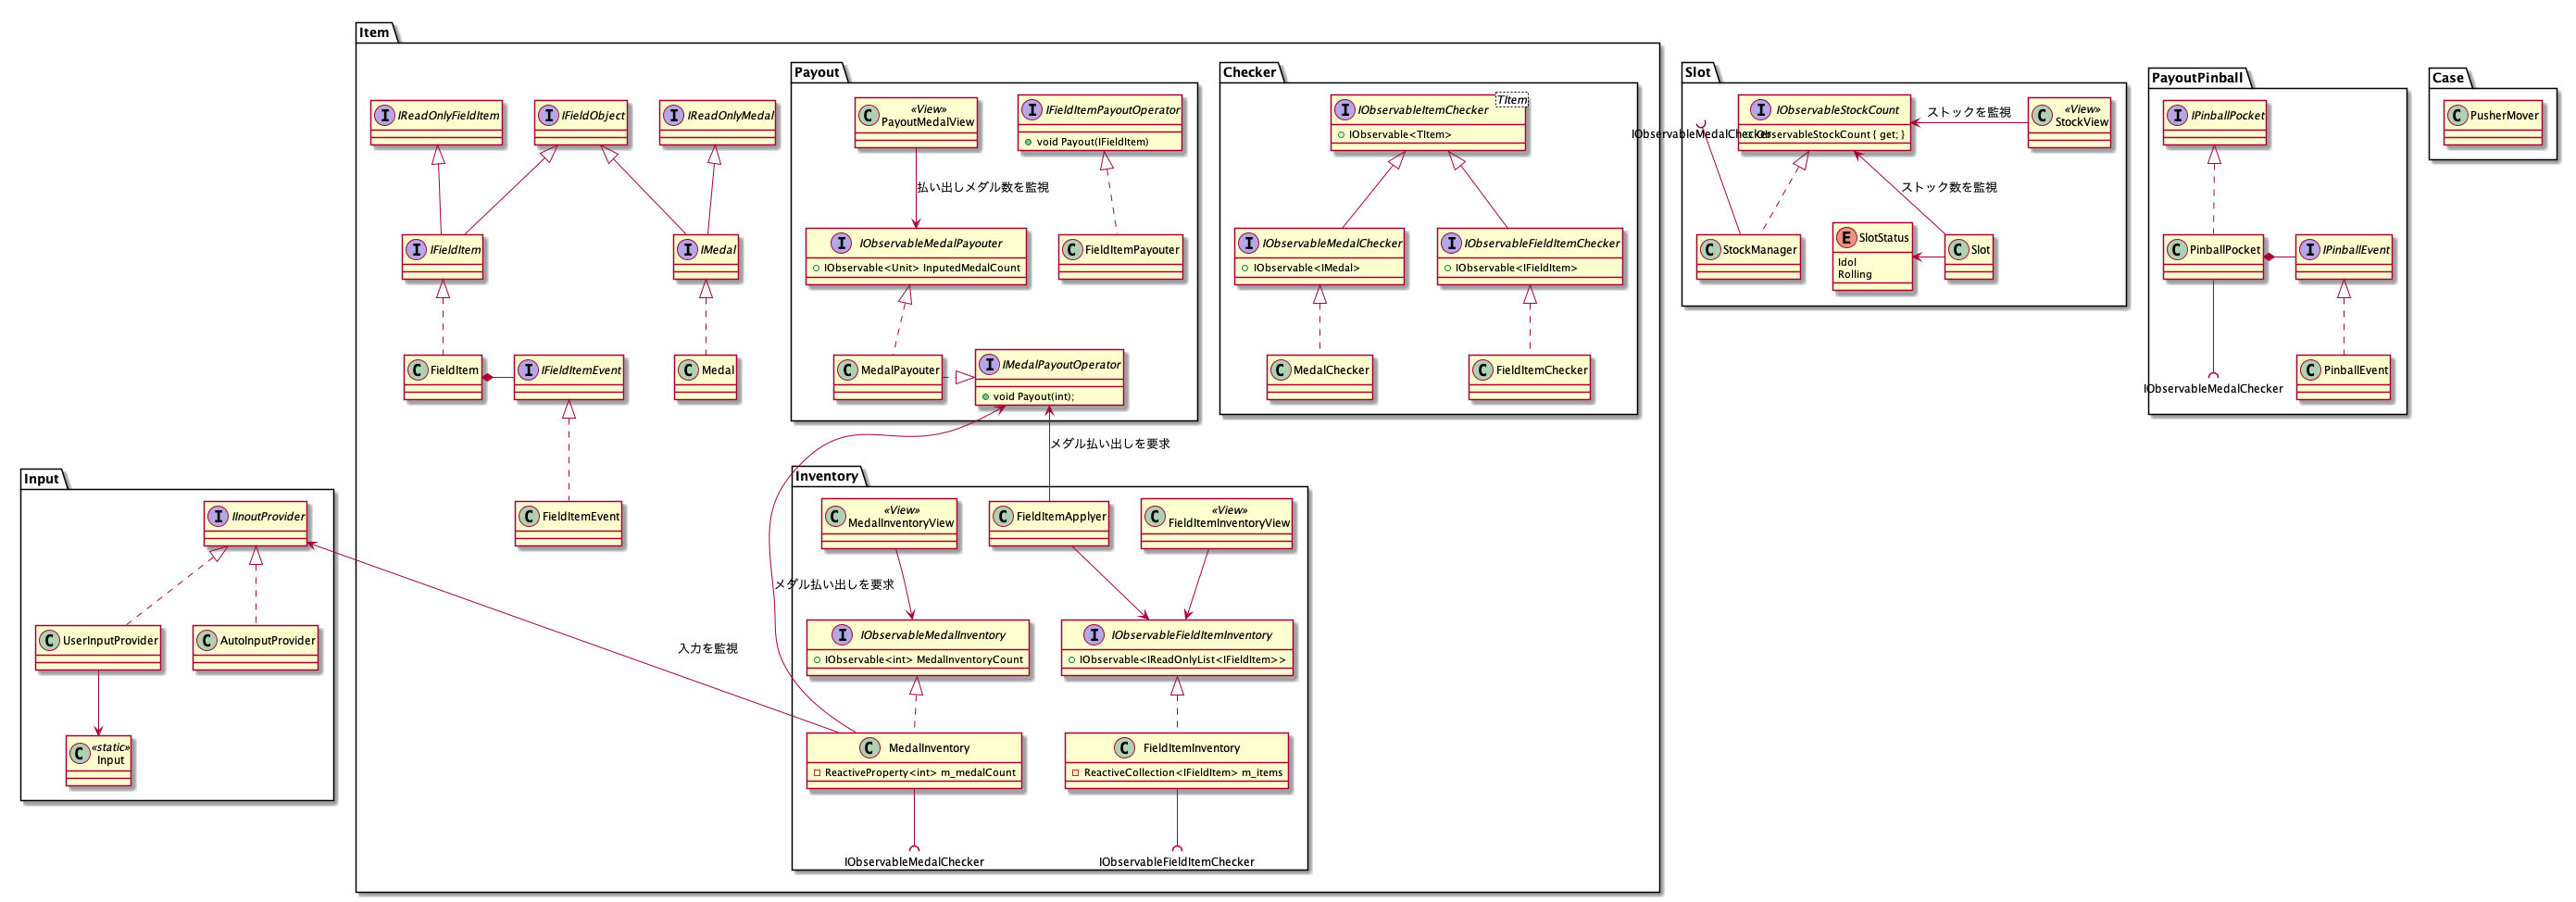 Item
Payout
Checker
Slot
PayoutPinball
Case
IReadOnlyFieldItem
IFieldObject
IReadOnlyMedal
«View»
PayoutMedalView
IFieldItemPayoutOperator
void Payout(IFieldItem)
IObservableItemChecker
TItem
IObservable<TItem>
IObservableMedalChecker
IObservableStockCount
ObservableStockCount { get; }
ストックを監視
«View»
StockView
IPinballPocket
PusherMover
払い出しメダル数を監視
ストック数を監視
IFieldItem
IMedal
IObservableMedalPayouter
IObservable<Unit> InputedMedalCount
FieldItemPayouter
IObservableMedalChecker
IObservable<IMedal>
IObservableFieldItemChecker
IObservable<IFieldItem>
StockManager
SlotStatus
Idol
Rolling
Slot
PinballPocket
IPinballEvent
FieldItem
IFieldItemEvent
Medal
MedalPayouter
IMedalPayoutOperator
void Payout(int);
MedalChecker
FieldItemChecker
IObservableMedalChecker
PinballEvent
メダル払い出しを要求
Input
Inventory
IInoutProvider
FieldItemEvent
«View»
MedalInventoryView
FieldItemApplyer
«View»
FieldItemInventoryView
メダル払い出しを要求
UserInputProvider
AutoInputProvider
入力を監視
IObservableMedalInventory
IObservable<int> MedalInventoryCount
IObservableFieldItemInventory
IObservable<IReadOnlyList<IFieldItem>>
«static»
Input
MedalInventory
ReactiveProperty<int> m_medalCount
FieldItemInventory
ReactiveCollection<IFieldItem> m_items
IObservableMedalChecker
IObservableFieldItemChecker